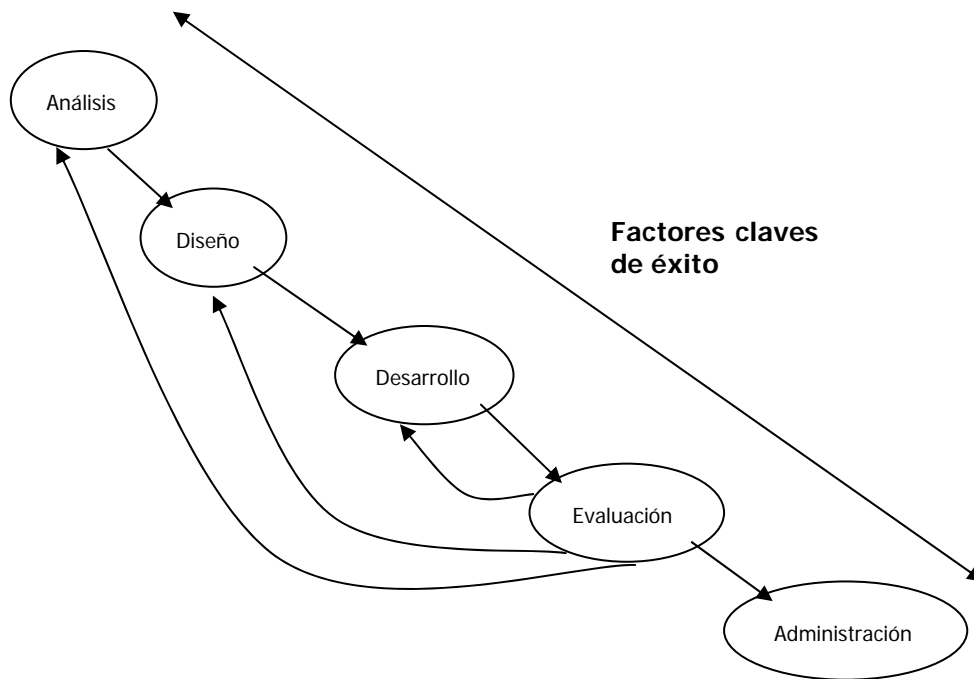 Análisis
Diseño
Factores claves
de éxito
Desarrollo
Evaluación
Administración